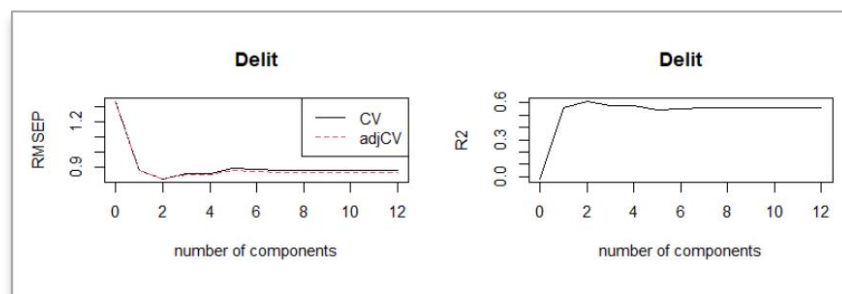 Delit
RMSEP
1.2
0.9
CV
adjCV
0 2 4 6 8 10 12
number of components
Delit
R2
0.6
0.3
0.0
0 2 4 6 8 10 12
number of components